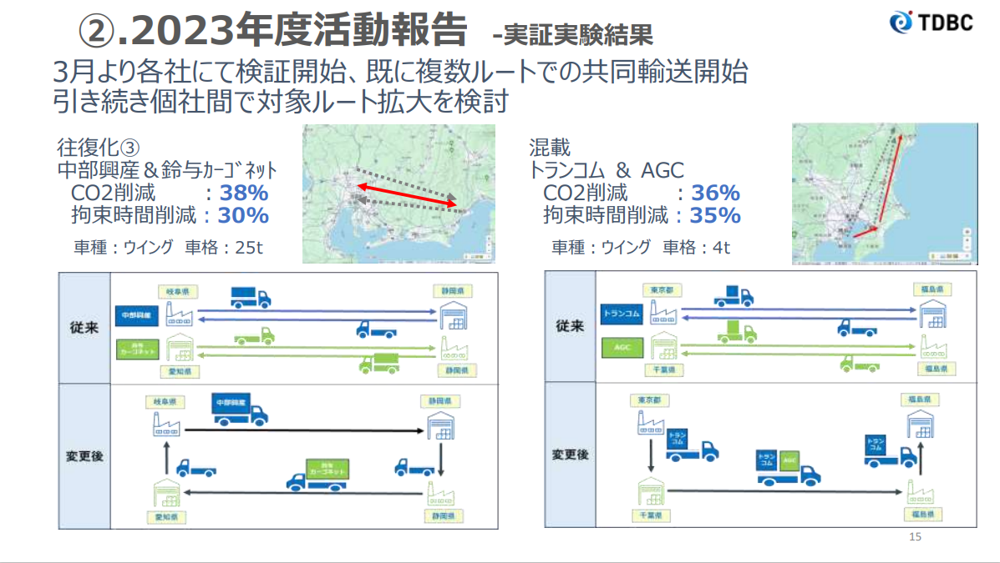 ②.2023年度活動報告 -実証実験結果
TDBC
3月より各社にて検証開始、既に複数ルートでの共同輸送開始
引き続き個社間で対象ルート拡大を検討
往復化③
中部興産＆鈴与ｶｰｺﾞﾈｯﾄ
CO2削減 : 38%
拘束時間削減 : 30%
車種 : ウイング 車格 : 25t
従来
岐阜県
静岡県
中部興産
鈴与
カーゴネット
愛知県
静岡県
変更後
岐阜県
中部興産
静岡県
鈴与
カーゴネット
愛知県
静岡県
混載
トランコム & AGC
CO2削減 : 36%
拘束時間削減 : 35%
車種 : ウイング 車格 : 4t
従来
東京都
福島県
トランコム
AGC
千葉県
福島県
変更後
東京都
福島県
トラン
コム
トラン
コム
AGC
トラン
コム
千葉県
福島県
15